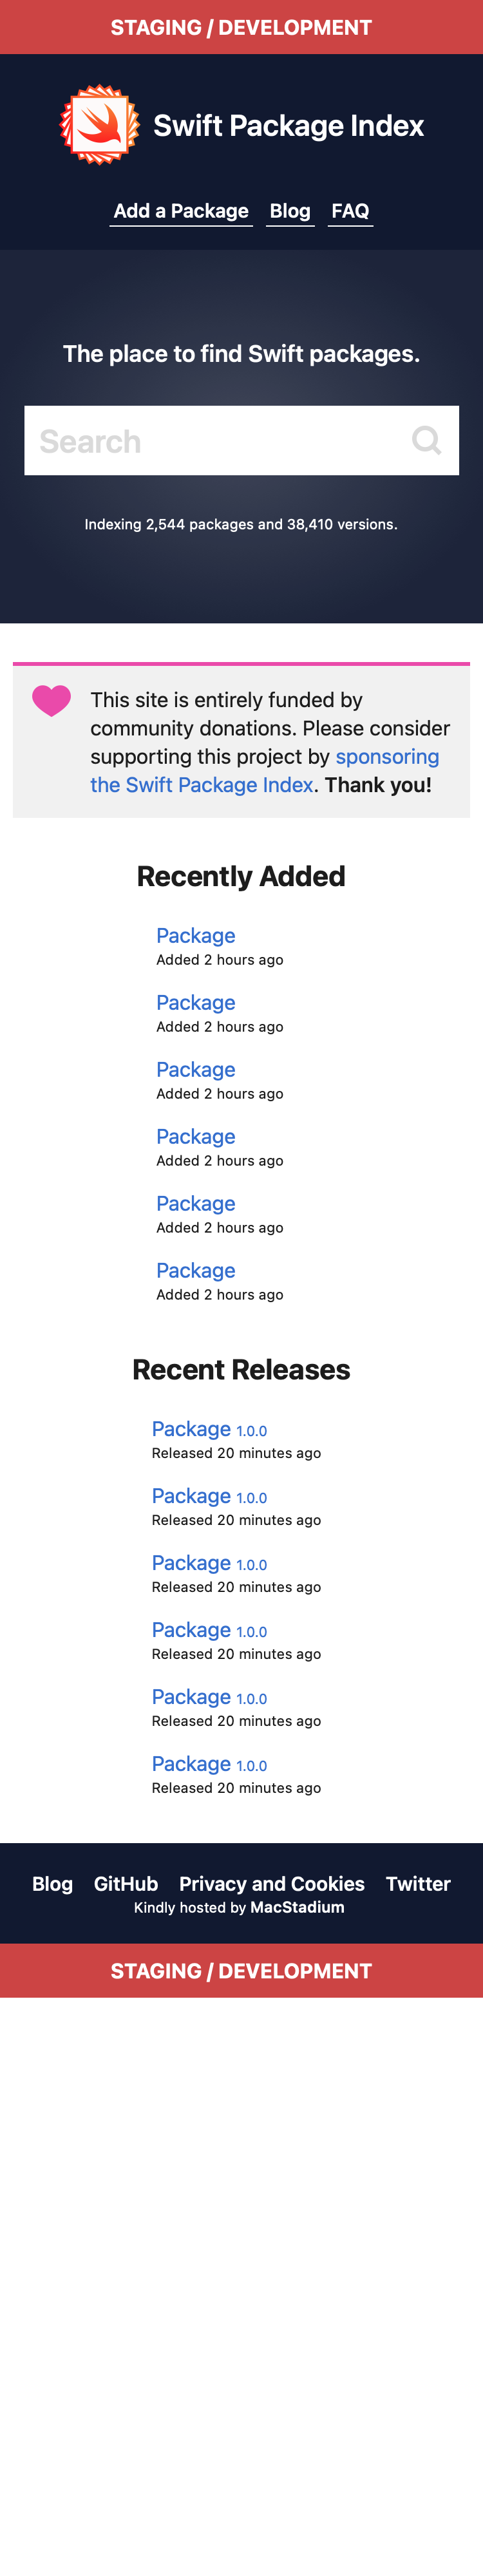 STAGING / DEVELOPMENT
Swift Package Index
Add a Package Blog FAQ
The place to find Swift packages.
Search
Indexing 2,544 packages and 38,410 versions.
This site is entirely funded by
community donations. Please consider
supporting this project by sponsoring
the Swift Package Index. Thank you!
Recently Added
Package
Added 2 hours ago
Package
Added 2 hours ago
Package
Added 2 hours ago
Package
Added 2 hours ago
Package
Added 2 hours ago
Package
Added 2 hours ago
Recent Releases
Package 1.0.0
Released 20 minutes ago
Package 1.0.0
Released 20 minutes ago
Package 1.0.0
Released 20 minutes ago
Package 1.0.0
Released 20 minutes ago
Package 1.0.0
Released 20 minutes ago
Package 1.0.0
Released 20 minutes ago
Blog GitHub Privacy and Cookies Twitter
Kindly hosted by MacStadium
STAGING / DEVELOPMENT